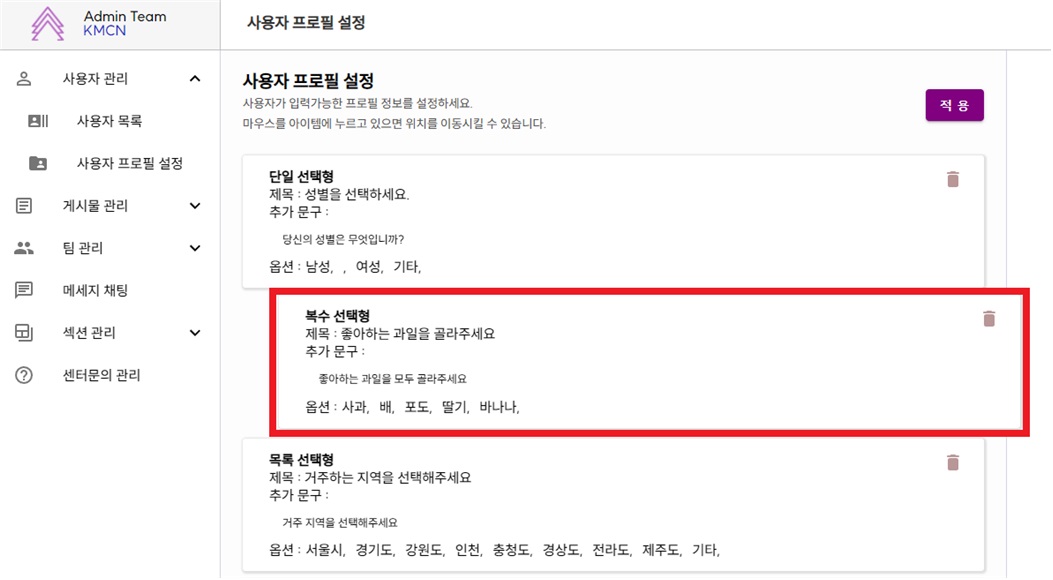 Admin Team
KMCN
사용자 프로필 설정
사용자 관리
사용자 목록
사용자 프로필 설정
게시물 관리
팀 관리
메세지 채팅
섹션 관리
센터문의 관리
사용자 프로필 설정
사용자가 입력가능한 프로필 정보를 설정하세요.
마우스를 아이템에 누르고 있으면 위치를 이동시킬 수 있습니다.
적 용
단일 선택형
제목 : 성별을 선택하세요.
추가 문구 :
당신의 성별은 무엇입니까?
옵션 : 남성, , 여성, 기타,
복수 선택형
제목 : 좋아하는 과일을 골라주세요
추가 문구 :
좋아하는 과일을 모두 골라주세요
옵션 : 사과, 배, 포도, 딸기, 바나나,
목록 선택형
제목 : 거주하는 지역을 선택해주세요
추가 문구 :
거주 지역을 선택해주세요
옵션 : 서울시, 경기도, 강원도, 인천, 충청도, 경상도, 전라도, 제주도, 기타,